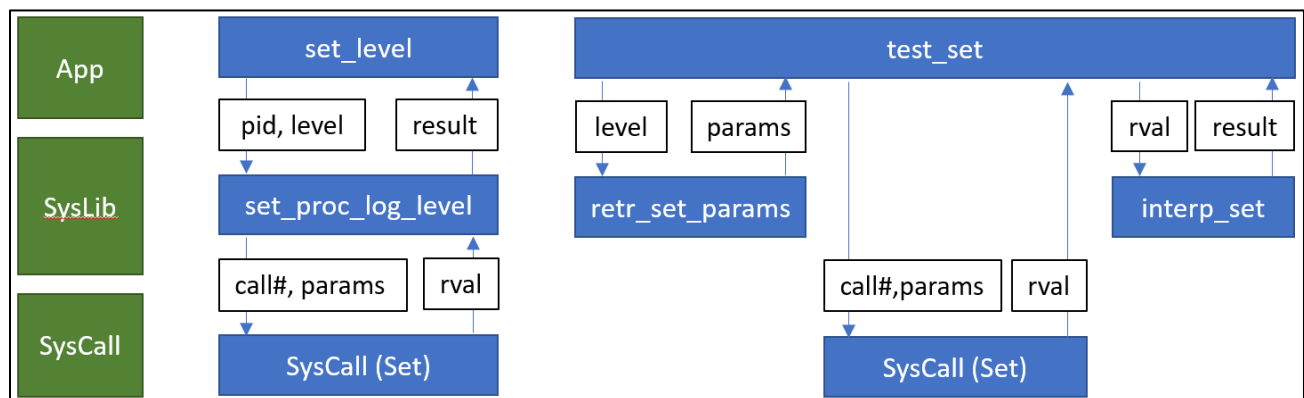 App
set_level
test_set
pid, level
result
level
params
rval
result
SysLib
set_proc_log_level
retr_set_params
interp_set
call#, params
rval
call#,params
rval
SysCall
SysCall (Set)
SysCall (Set)